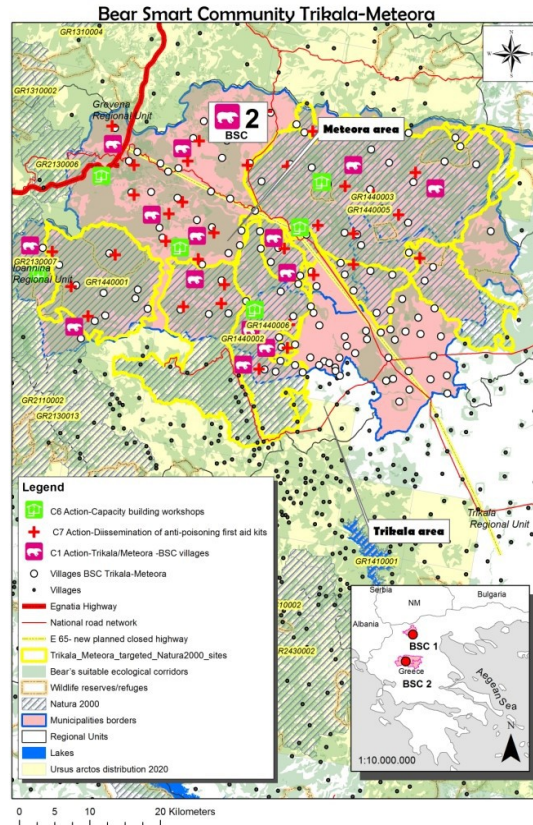 Bear Smart Community Trikala-Meteora
GR1310004
GR1310002
Grevena
Regional Unit
2
BSC
Meteora area
GR2130006
GR1440003
GR1440005
GR2130007
Ioannina
Regional Unit
GR1440001
GR1440006
GR1440002
GR2110002
GR2130013
Trikala
Regional Unit
Trikala area
GR1410001
GR2430002
Legend
C6 Action-Capacity building workshops
C7 Action-Diissemination of anti-poisoning first aid kits
C1 Action-Trikala/Meteora -BSC villages
Villages BSC Trikala-Meteora
Villages
Egnatia Highway
National road network
E 65- new planned closed highway
Trikala_Meteora_targeted_Natura2000_sites
Bear's suitable ecological corridors
Wildlife reserves/refuges
Natura 2000
Municipalities borders
Regional Units
Lakes
Ursus arctos distribution 2020
Serbia
Bulgaria
NM
Albania
BSC 1
Greece
BSC 2
Aegean Sea
N
1:10.000.000
0 5 10 20 Kilometers